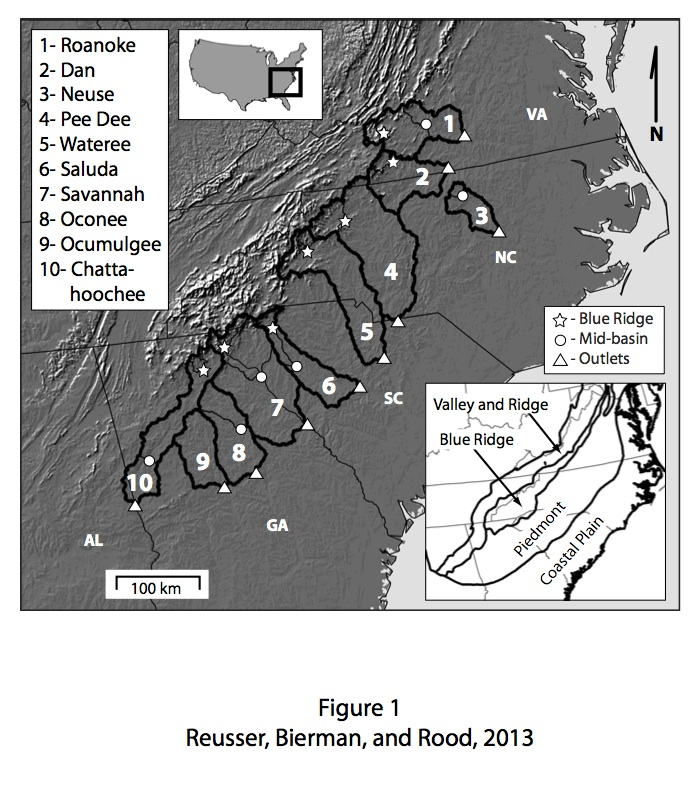 1- Roanoke
2- Dan
3- Neuse
4- Pee Dee
5- Wateree
6- Saluda
7- Savannah
8- Oconee
9- Ocumulgee
10- Chatta-
hoochee
N
VA
1
2
3
NC
4
5
☆ - Blue Ridge
○ - Mid-basin
△ - Outlets
6
SC
7
8
9
10
GA
AL
100 km
Valley and Ridge
Blue Ridge
Piedmont
Coastal Plain
Figure 1
Reusser, Bierman, and Rood, 2013